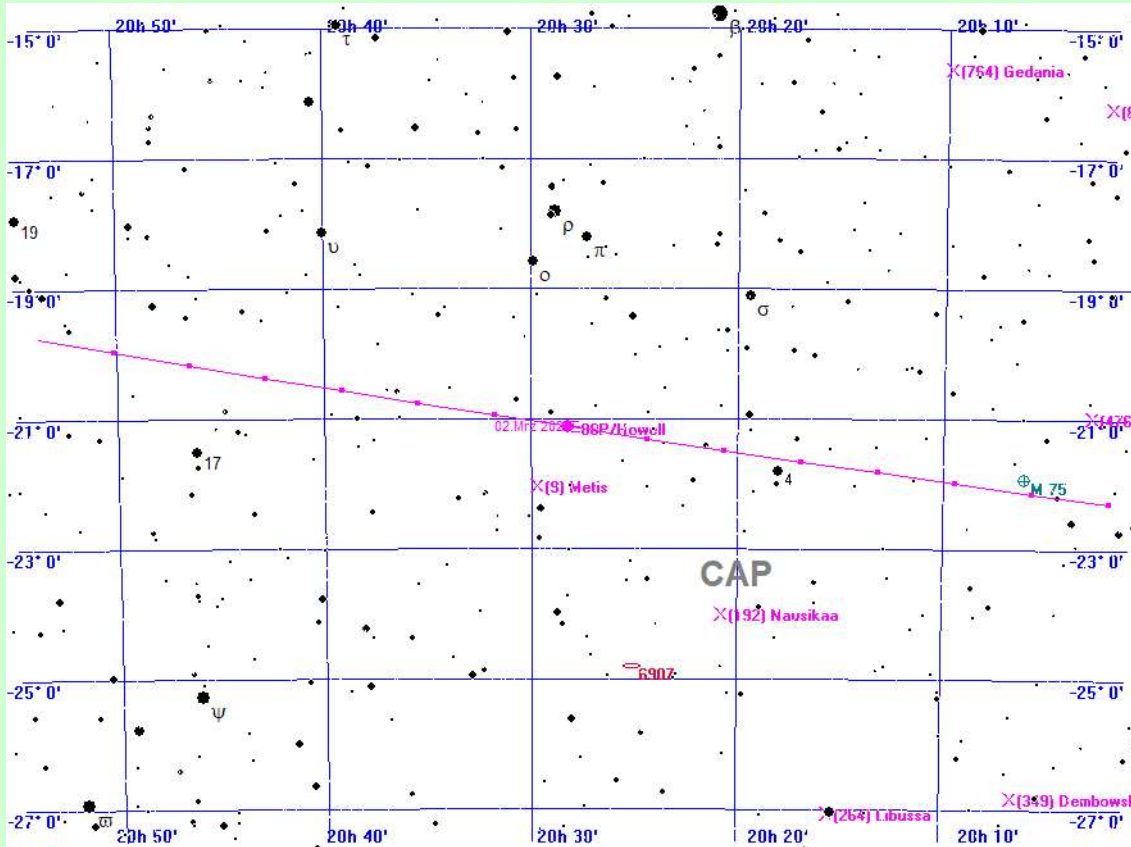 20h 50' 20h 40' 20h 30' 20h 20' 20h 10'
-15° 0' τ β -15° 0'
(764) Gedania
-17° 0' -17° 0'
19 υ ρ π
ο
-19° 0' σ -19° 0'
-21° 0' 02.Mrz 88P/Howell -21° 0'
17 4
(9) Metis M 75
-23° 0' -23° 0'
CAP
(192) Nausikaa
6907
-25° 0' -25° 0'
ψ
(349)
-27° 0' ϖ (264) Libussa -27° 0'
20h 50' 20h 40' 20h 30' 20h 20' 20h 10'